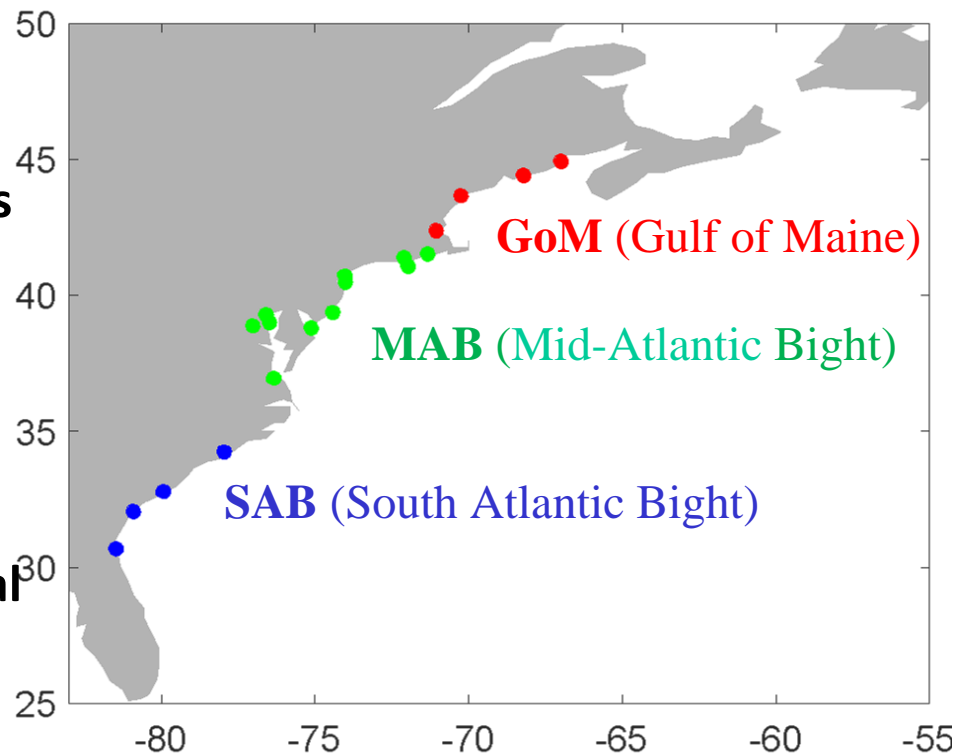 50
45
s
GoM (Gulf of Maine)
40
MAB (Mid-Atlantic Bight)
35
SAB (South Atlantic Bight)
30
al
25
-80 -75 -70 -65 -60 -55